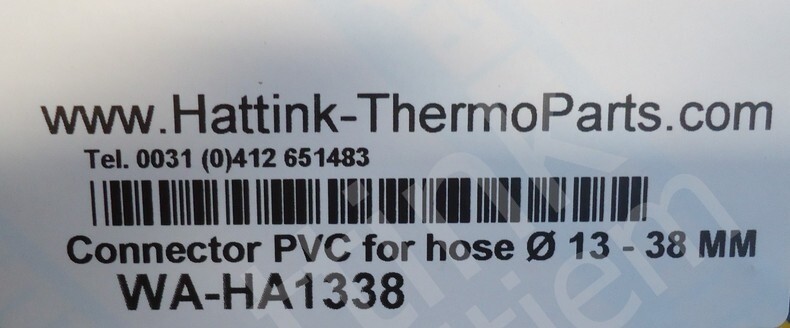 www.Hattink-ThermoParts.com
Tel. 0031 (0)412 651483
Connector PVC for hose Ø 13 - 38 MM
WA-HA1338